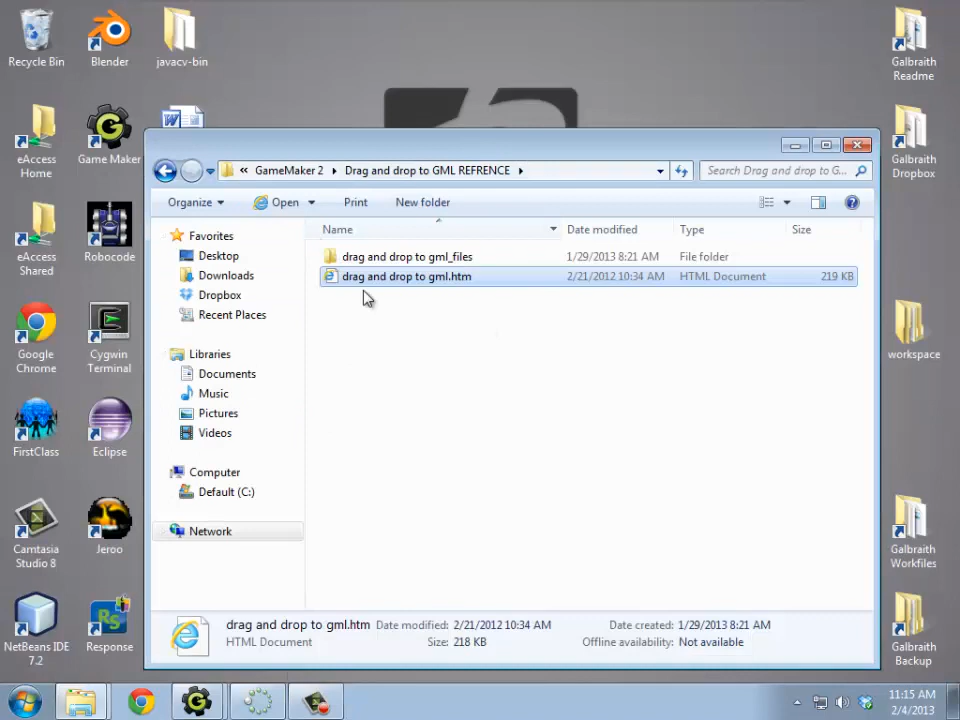 Recycle Bin
Blender
javacv-bin
Galbraith
Readme
eAccess
Home
Game Maker
Galbraith
Dropbox
« GameMaker 2 Drag and drop to GML REFRENCE
Search Drag and drop to G...
Organize
Open
Print
New folder
Name
Date modified
Type
Size
Favorites
Desktop
Downloads
Dropbox
Recent Places
Libraries
Documents
Music
Pictures
Videos
Computer
Default (C:)
Network
drag and drop to gml_files 1/29/2013 8:21 AM File folder
drag and drop to gml.htm 2/21/2012 10:34 AM HTML Document 219 KB
eAccess
Shared
Robocode
Google
Chrome
Cygwin
Terminal
workspace
FirstClass
Eclipse
Camtasia
Studio 8
Jeroo
Galbraith
Workfiles
NetBeans IDE
7.2
Response
Galbraith
Backup
drag and drop to gml.htm Date modified: 2/21/2012 10:34 AM Date created: 1/29/2013 8:21 AM
HTML Document Size: 218 KB Offline availability: Not available
11:15 AM
2/4/2013